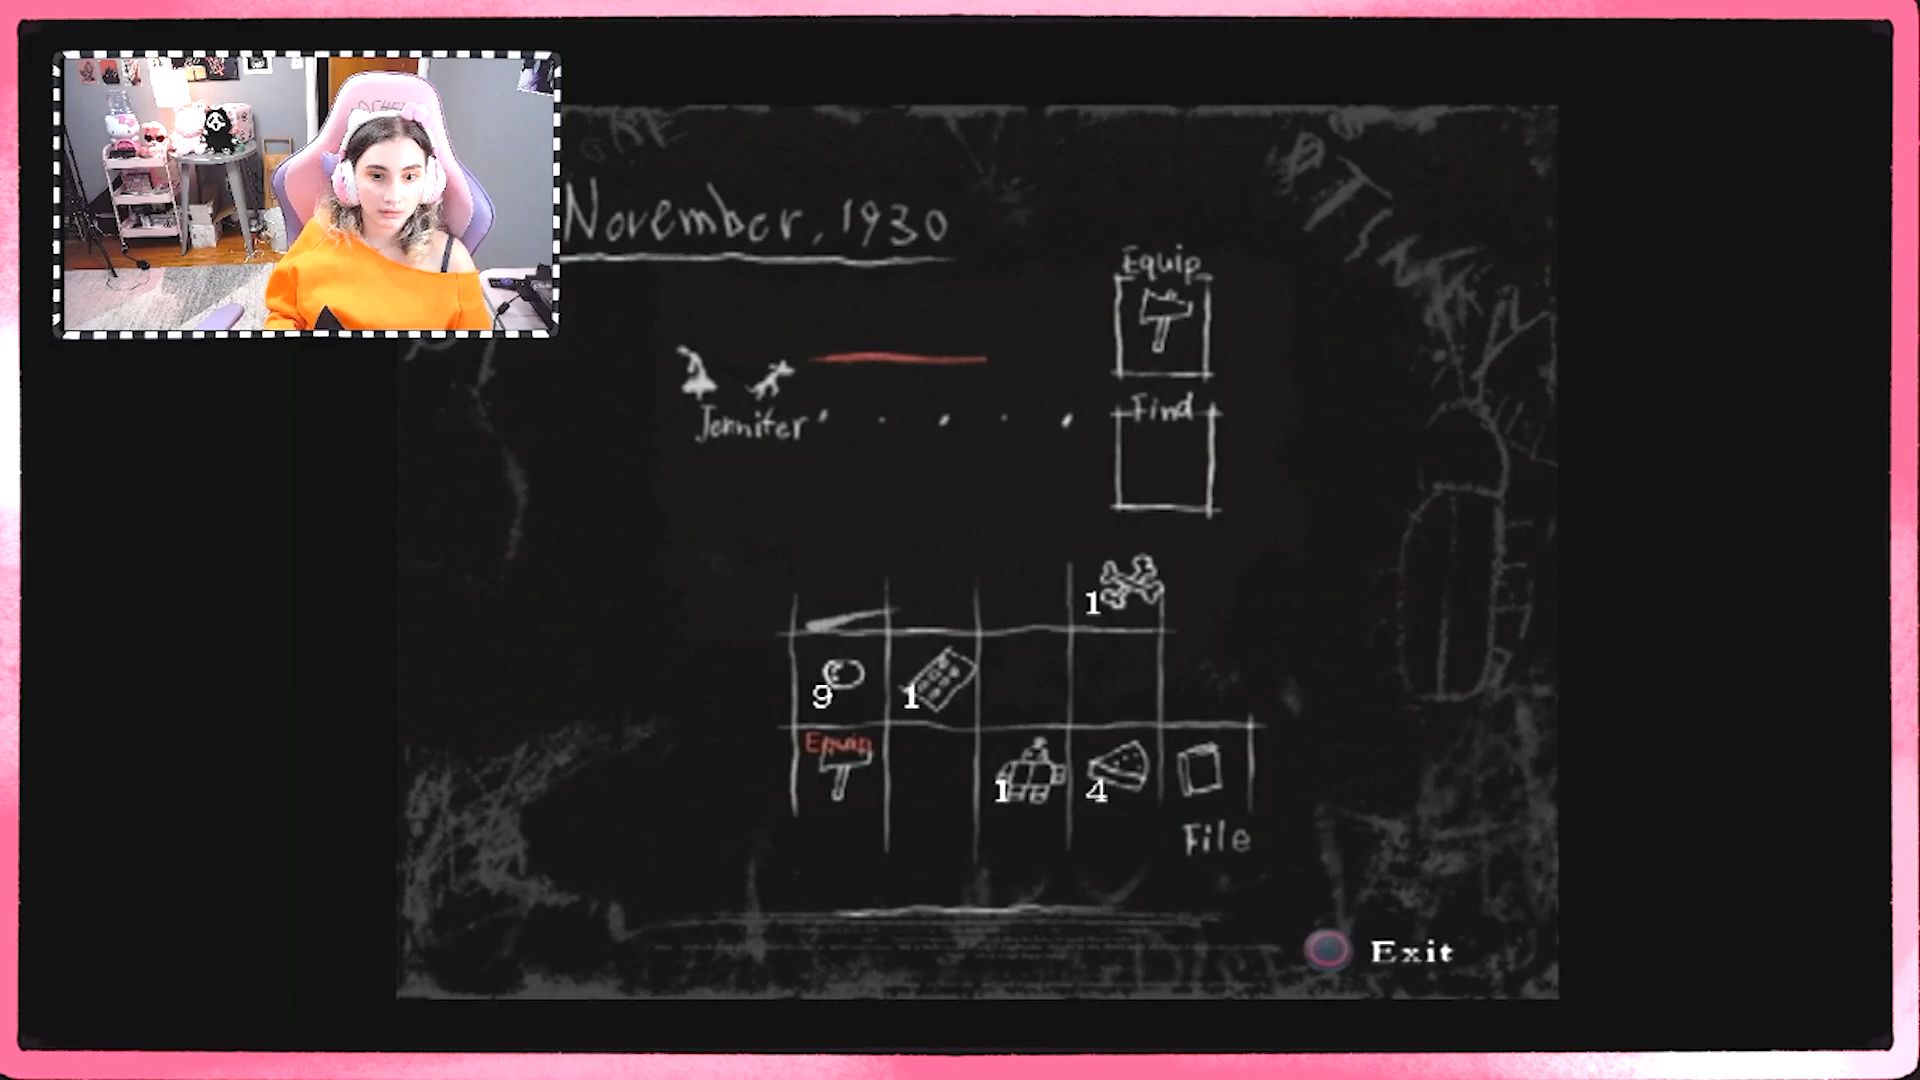 November, 1930
Equip
Find
Jennifer
1
9
1
Equip
1
4
File
Exit